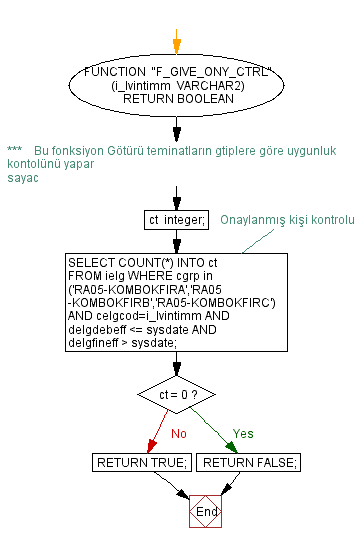 FUNCTION "F_GIVE_ONY_CTRL"
(i_lvintimm VARCHAR2)
RETURN BOOLEAN
*** Bu fonksiyon Götürü teminatların gtiplere göre uygunluk
kontolünü yapar
sayac
ct integer;
Onaylanmış kişi kontrolu
SELECT COUNT(*) INTO ct
FROM ielg WHERE cgrp in
('RA05-KOMBOKFIRA','RA05
-KOMBOKFIRB','RA05-KOMBOKFIRC')
AND celgcod=i_lvintimm AND
delgdebeff <= sysdate AND
delgfineff > sysdate;
ct = 0 ?
No
Yes
RETURN TRUE;
RETURN FALSE;
End